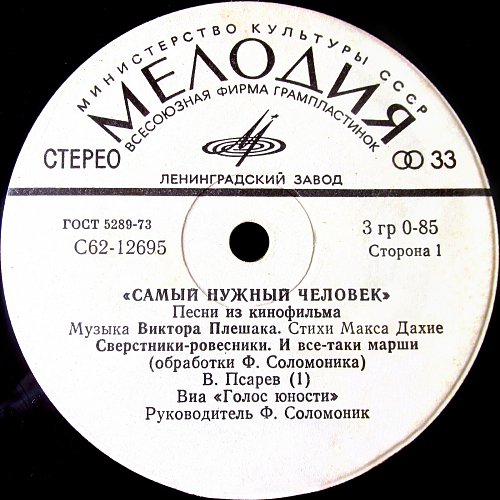 МИНИСТЕРСТВО КУЛЬТУРЫ СССР
МЕЛОДИЯ
ВСЕСОЮЗНАЯ ФИРМА ГРАМПЛАСТИНОК
СТЕРЕО
33
ЛЕНИНГРАДСКИЙ ЗАВОД
ГОСТ 5289-73
3 гр 0-85
С62-12695
Сторона 1
«САМЫЙ НУЖНЫЙ ЧЕЛОВЕК»
Песни из кинофильма
Музыка Виктора Плешака. Стихи Макса Дахие
Сверстники-ровесники. И все-таки марши
(обработки Ф. Соломоника)
В. Псарев (1)
Виа «Голос юности»
Руководитель Ф. Соломоник